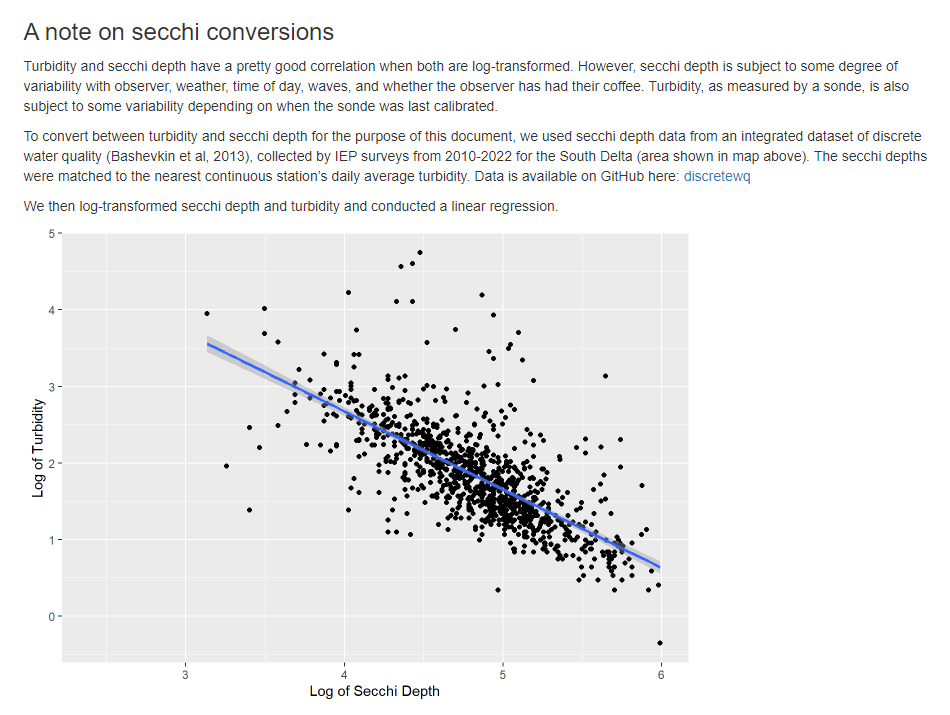 A note on secchi conversions
Turbidity and secchi depth have a pretty good correlation when both are log-transformed. However, secchi depth is subject to some degree of
variability with observer, weather, time of day, waves, and whether the observer has had their coffee. Turbidity, as measured by a sonde, is also
subject to some variability depending on when the sonde was last calibrated.
To convert between turbidity and secchi depth for the purpose of this document, we used secchi depth data from an integrated dataset of discrete
water quality (Bashevkin et al, 2013), collected by IEP surveys from 2010-2022 for the South Delta (area shown in map above). The secchi depths
were matched to the nearest continuous station's daily average turbidity. Data is available on GitHub here: discretewq
We then log-transformed secchi depth and turbidity and conducted a linear regression.
5
4
3
2
1
0
Log of Turbidity
3
4
5
6
Log of Secchi Depth